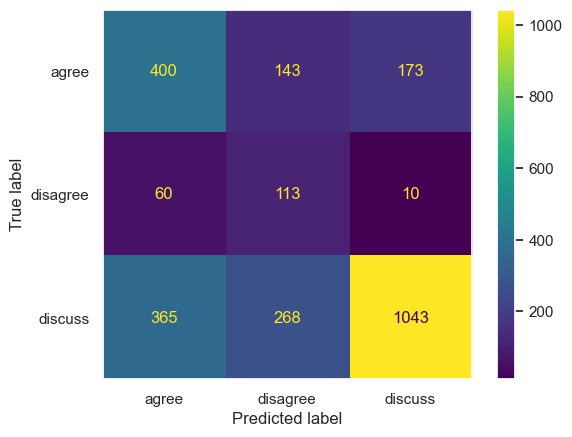 1000
agree 400 143 173
800
True label
disagree 60 113 10
600
400
discuss 365 268 1043
200
agree disagree discuss
Predicted label